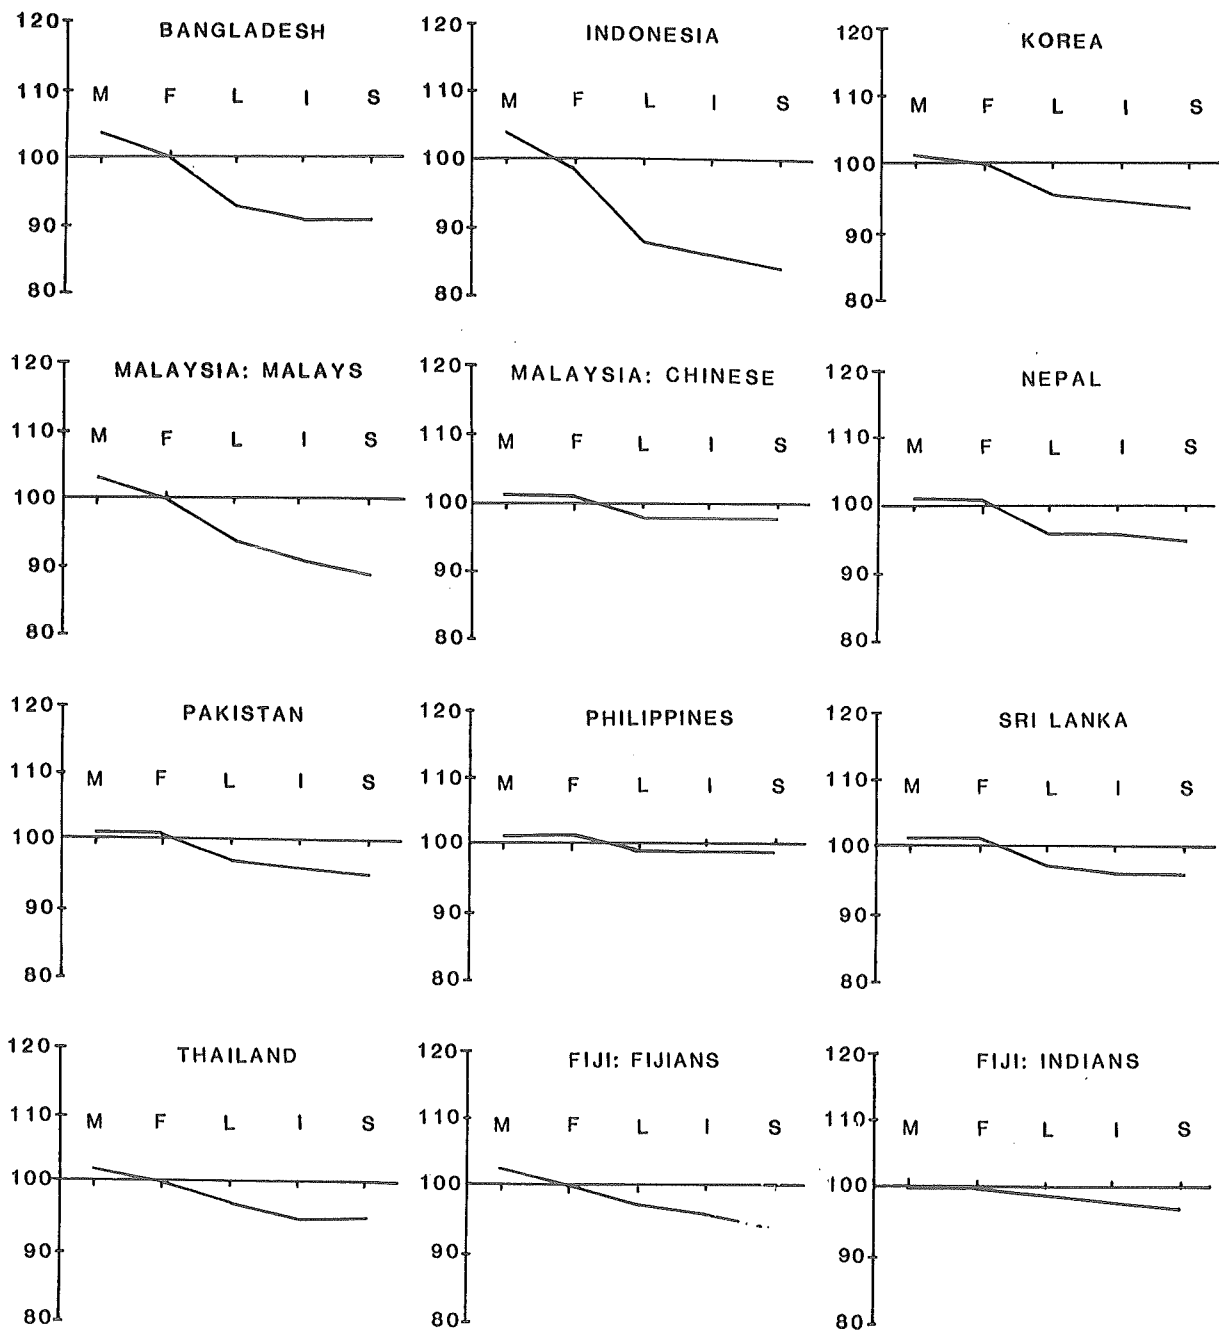 BANGLADESH
120
110
100
90
80
M F L I S
INDONESIA
120
110
100
90
80
M F L I S
KOREA
120
110
100
90
80
M F L I S
MALAYSIA: MALAYS
120
110
100
90
80
M F L I S
MALAYSIA: CHINESE
120
110
100
90
80
M F L I S
NEPAL
120
110
100
90
80
M F L I S
PAKISTAN
120
110
100
90
80
M F L I S
PHILIPPINES
120
110
100
90
80
M F L I S
SRI LANKA
120
110
100
90
80
M F L I S
THAILAND
120
110
100
90
80
M F L I S
FIJI: FIJIANS
120
110
100
90
80
M F L I S
FIJI: INDIANS
120
110
100
90
80
M F L I S